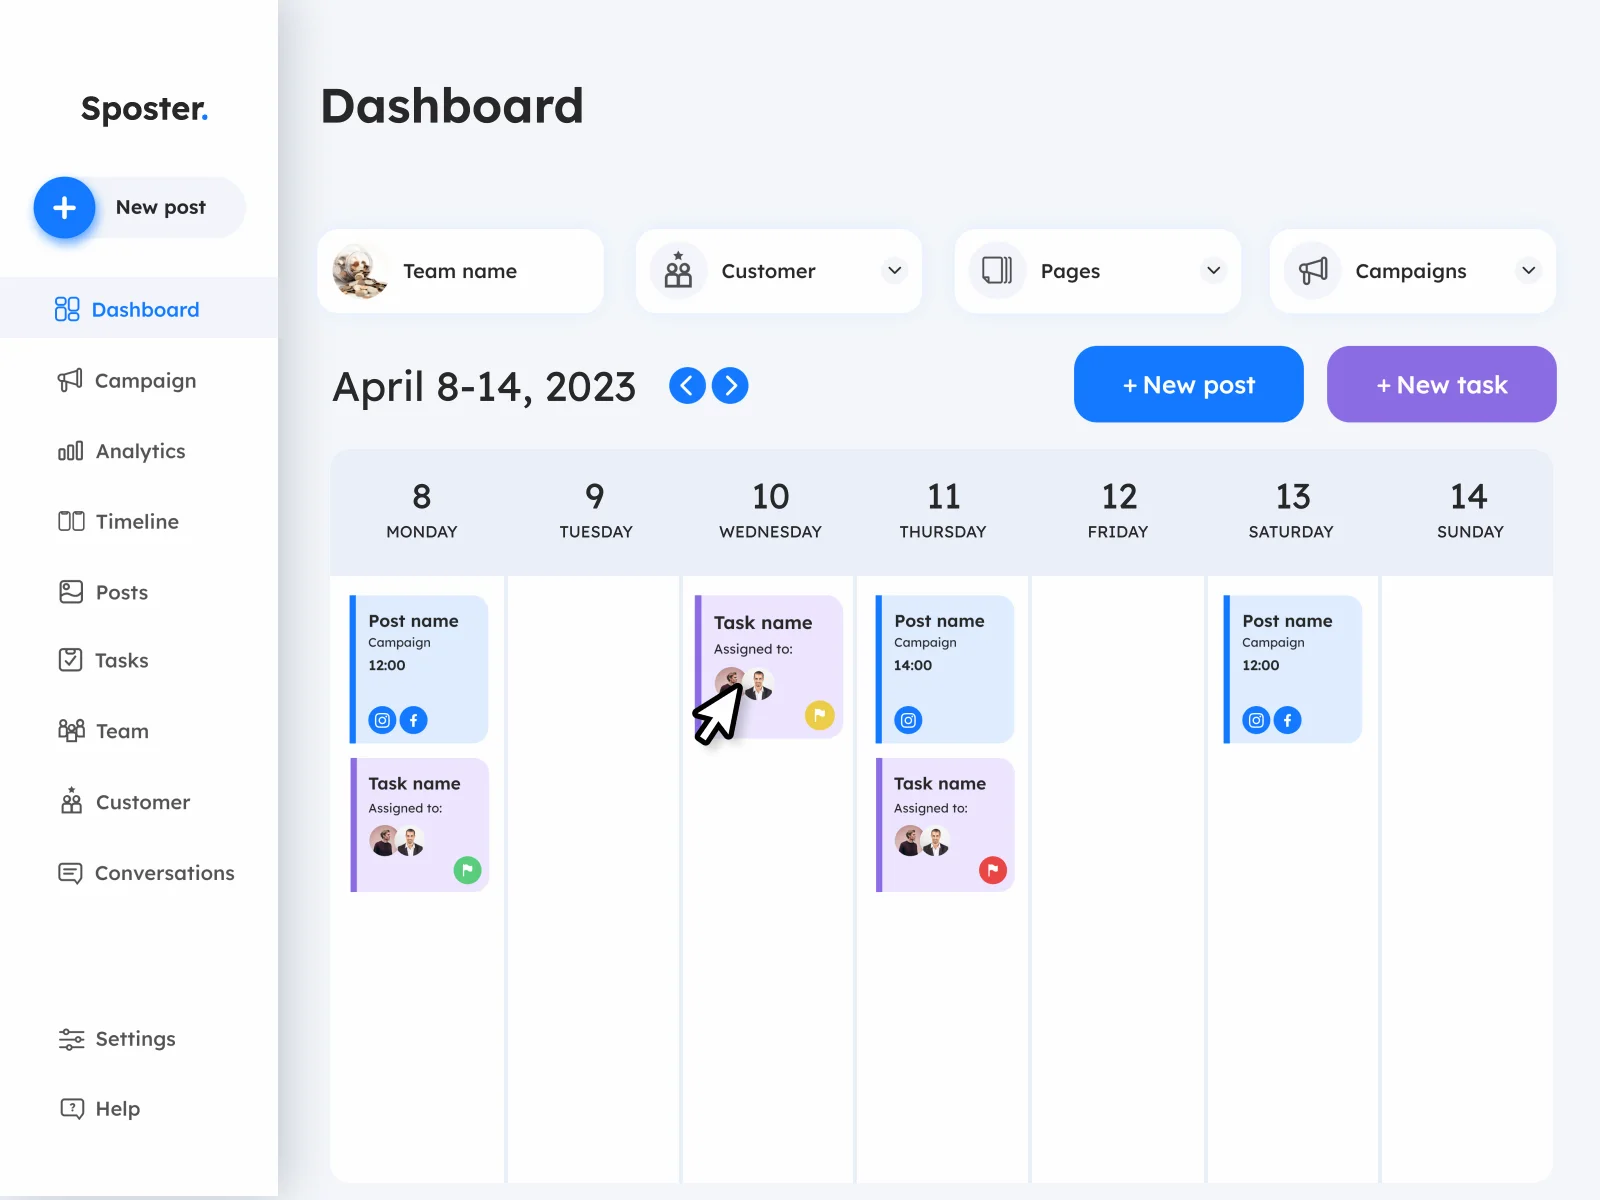 Sposter.
New post
Dashboard
Campaign
Analytics
Timeline
Posts
Tasks
Team
Customer
Conversations
Settings
Help
Dashboard
Team name
Customer
Pages
Campaigns
April 8-14, 2023
+ New post
+ New task
8
MONDAY
9
TUESDAY
10
WEDNESDAY
11
THURSDAY
12
FRIDAY
13
SATURDAY
14
SUNDAY
Post name
Campaign
12:00
Task name
Assigned to:
Task name
Assigned to:
Post name
Campaign
14:00
Task name
Assigned to:
Post name
Campaign
12:00